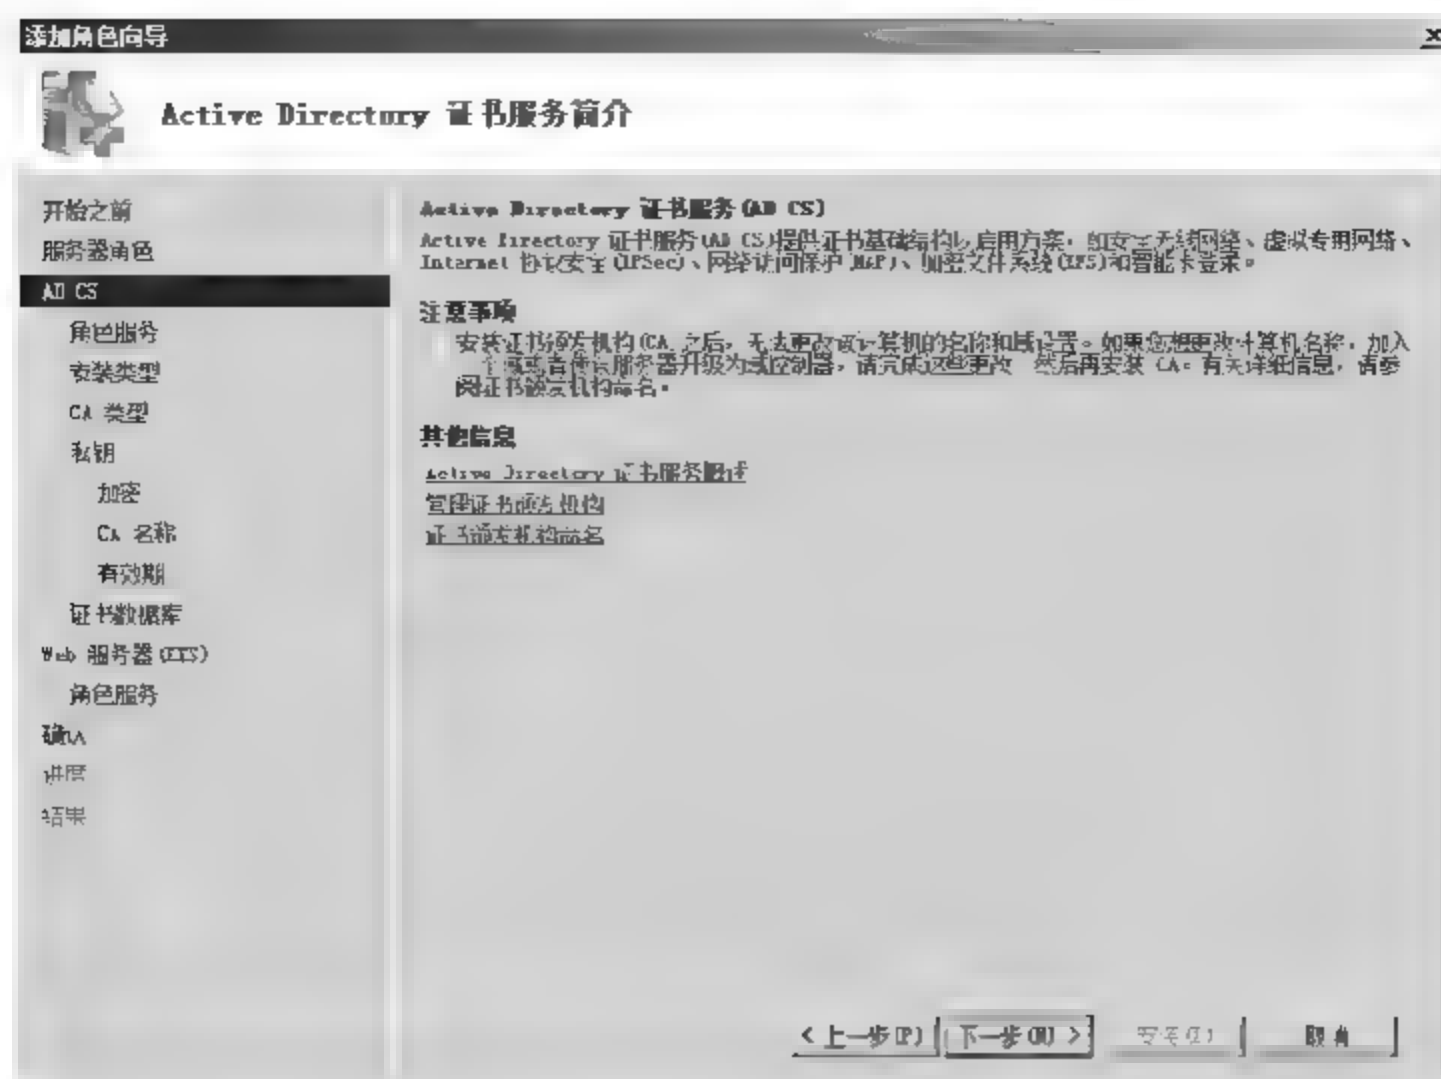 添加角色向导
Active Directory 证书服务简介
开始之前
服务器角色
AD CS
角色服务
安装类型
CA 类型
私钥
加密
CA 名称
有效期
证书数据库
Web 服务器(IIS)
角色服务
确认
进度
结果
Active Directory 证书服务(AD CS)
Active Directory 证书服务(AD CS)提供证书基础结构以启用方案，如安全无线网络、虚拟专用网络、
Internet 协议安全(IPSec)、网络访问保护(NAP)、加密文件系统(EFS)和智能卡登录。
注意事项
安装证书颁发机构(CA)之后，无法更改该计算机的名称和域设置。如果您想更改计算机名称，加入
一个域或者将该服务器升级为域控制器，请完成这些更改，然后再安装 CA。有关详细信息，请参
阅证书颁发机构命名。
其他信息
Active Directory 证书服务概述
管理证书颁发机构
证书颁发机构命名
< 上一步(P)
下一步(N) >
安装(I)
取消